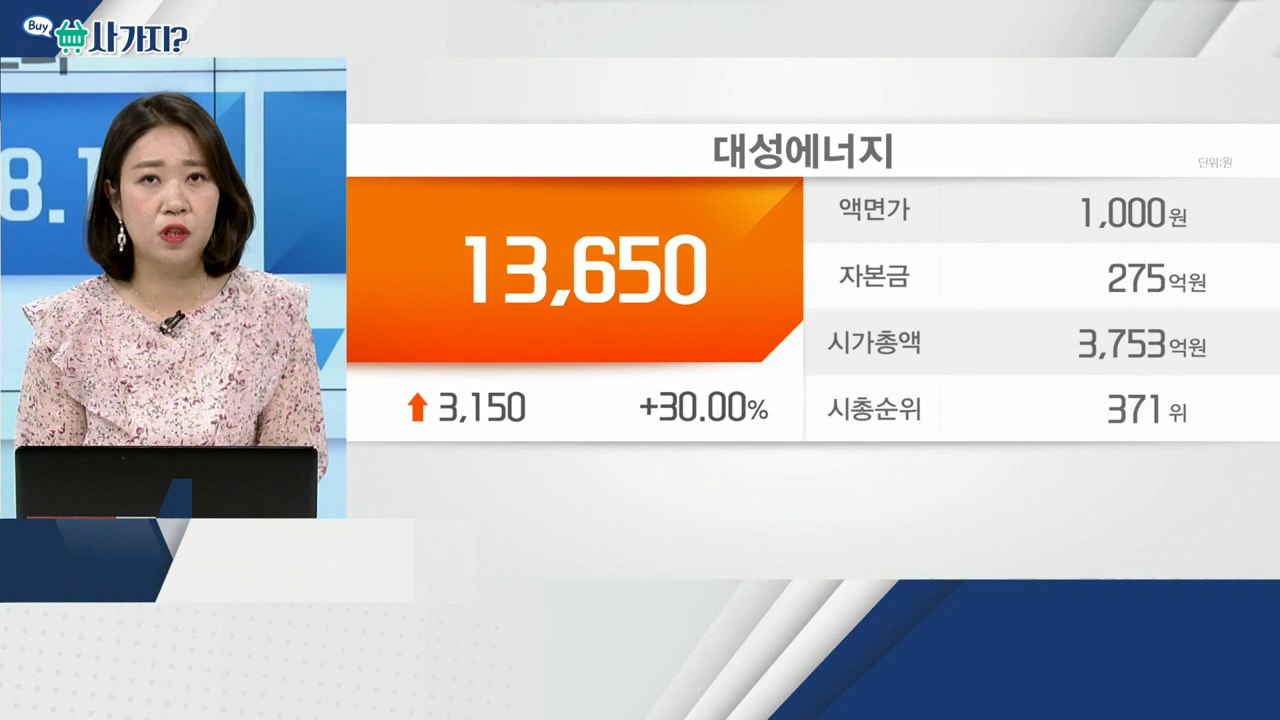 Buy 사 가지?
8.1
대성에너지
단위:원
13,650
3,150 +30.00%
액면가 1,000원
자본금 275억원
시가총액 3,753억원
시총순위 371위